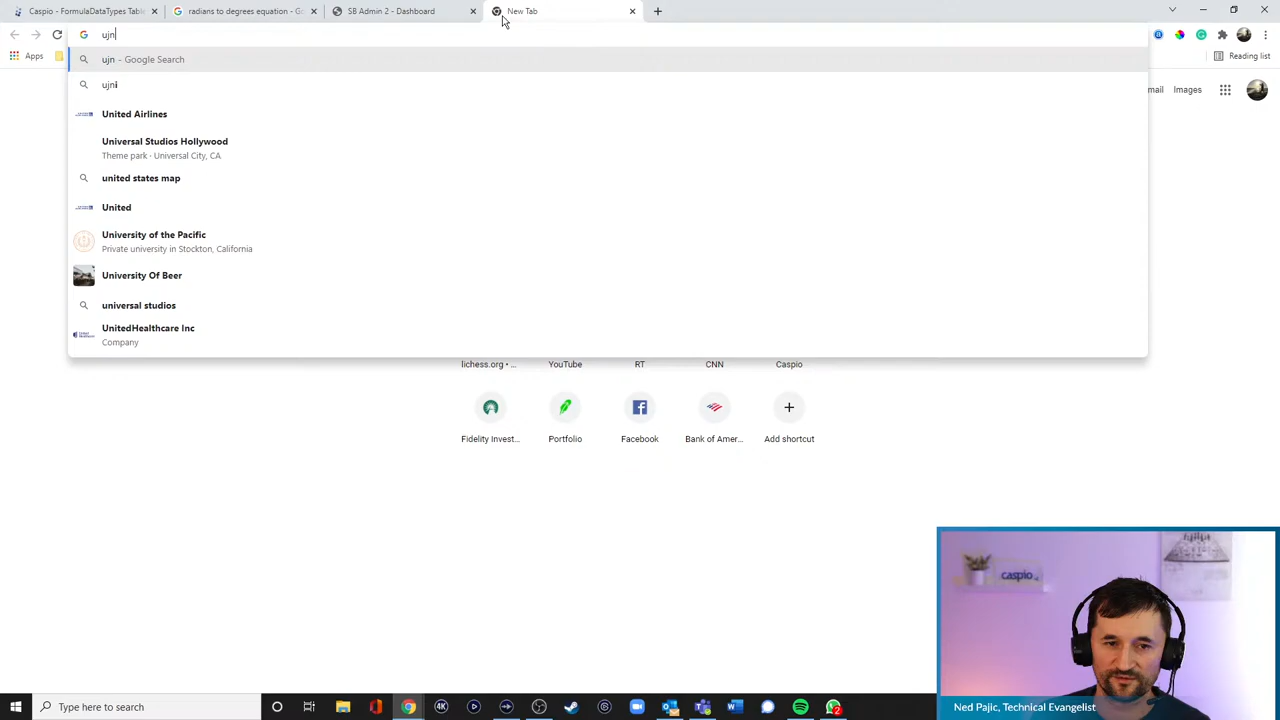 Caspio - FormulaDataTypes Table
radians to degrees equation - Go
SB Admin 2 - Dashboard
New Tab
ujn
Apps
Reading list
ujn - Google Search
ujni
mail
Images
United Airlines
Universal Studios Hollywood
Theme park · Universal City, CA
united states map
United
University of the Pacific
Private university in Stockton, California
University Of Beer
universal studios
UnitedHealthcare Inc
Company
lichess.org • ...
YouTube
RT
CNN
Caspio
Fidelity Invest...
Portfolio
Facebook
Bank of Amer...
Add shortcut
caspio
Type here to search
4K
2
Ned Pajic, Technical Evangelist